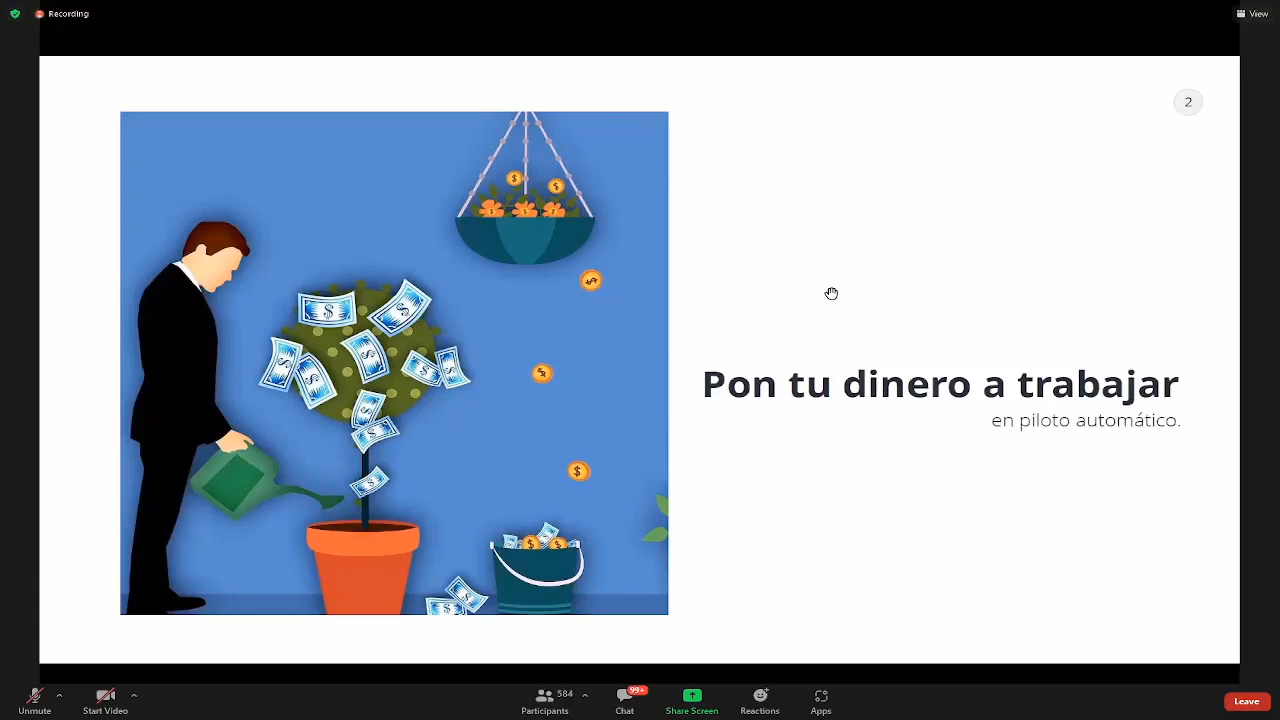 Recording
View
2
Pon tu dinero a trabajar
en piloto automático.
Unmute
Start Video
584
Participants
99+
Chat
Share Screen
Reactions
Apps
Leave